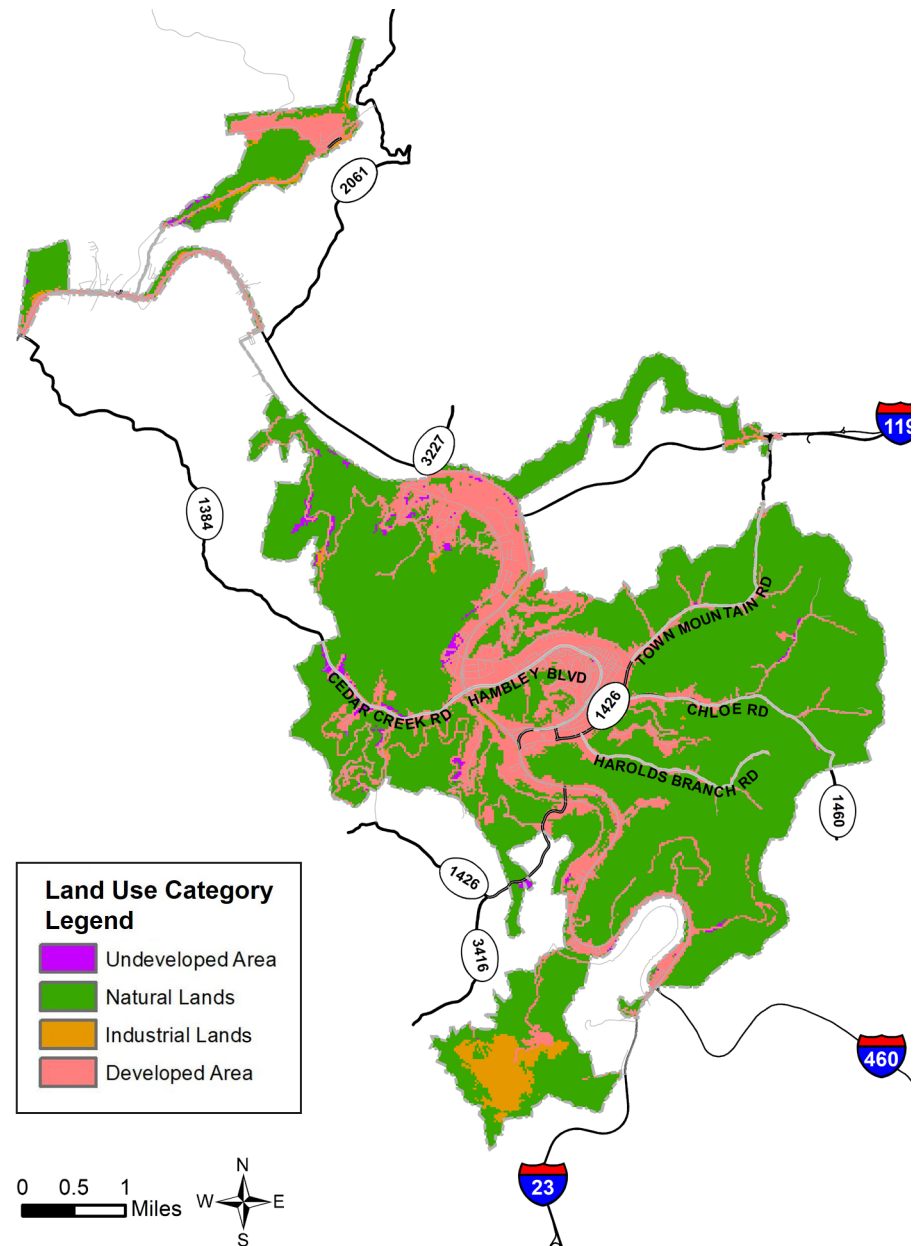 2061
119
3227
1384
TOWN MOUNTAIN RD
CEDAR CREEK RD
HAMBLEY BLVD
1426
CHLOE RD
HAROLDS BRANCH RD
1460
1426
3416
460
23
Land Use Category
Legend
Undeveloped Area
Natural Lands
Industrial Lands
Developed Area
0 0.5 1
Miles
N
W E
S